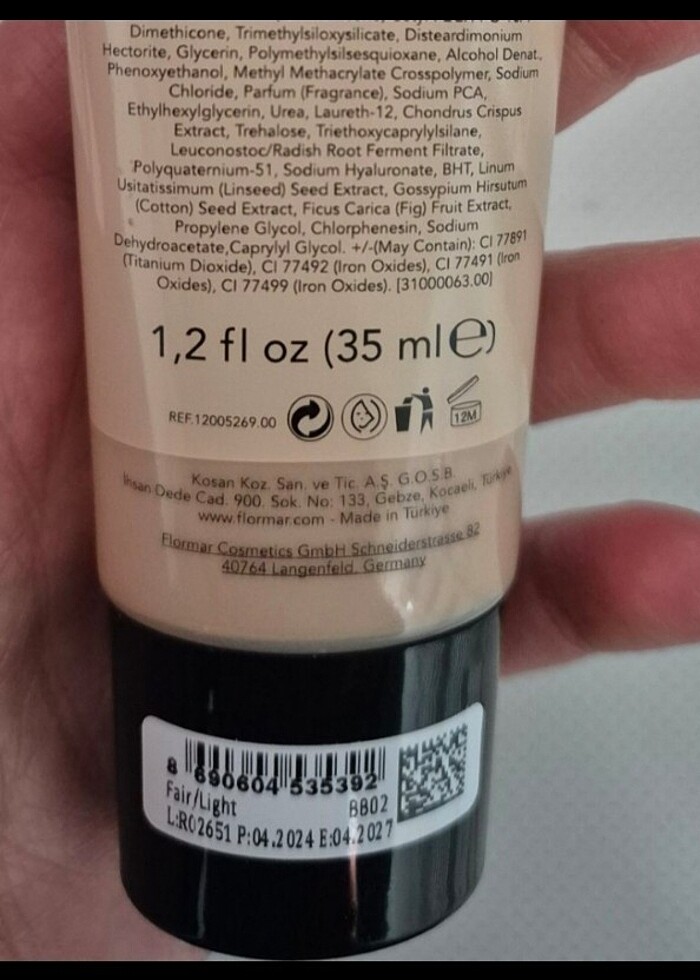 Dimethicone, Trimethylsiloxysilicate, Disteardimonium
Hectorite, Glycerin, Polymethylsilsesquioxane, Alcohol Denat.,
Phenoxyethanol, Methyl Methacrylate Crosspolymer, Sodium
Chloride, Parfum (Fragrance), Sodium PCA,
Ethylhexylglycerin, Urea, Laureth-12, Chondrus Crispus
Extract, Trehalose, Triethoxycaprylylsilane,
Leuconostoc/Radish Root Ferment Filtrate,
Polyquaternium-51, Sodium Hyaluronate, BHT, Linum
Usitatissimum (Linseed) Seed Extract, Gossypium Hirsutum
(Cotton) Seed Extract, Ficus Carica (Fig) Fruit Extract,
Propylene Glycol, Chlorphenesin, Sodium
Dehydroacetate,Caprylyl Glycol. +/-(May Contain): CI 77891
(Titanium Dioxide), CI 77492 (Iron Oxides), CI 77491 (Iron
Oxides), CI 77499 (Iron Oxides). [31000063.00]
1,2 fl oz (35 ml℮)
REF.12005269.00
12M
Kosan Koz. San. ve Tic. A.Ş. G.O.S.B.
İhsan Dede Cad. 900. Sok. No: 133, Gebze, Kocaeli, Türkiye
www.flormar.com - Made in Türkiye
Flormar Cosmetics GmbH Schneiderstrasse 82
40764 Langenfeld, Germany
8 690604 535392
Fair/Light BB02
L:R02651 P:04.2024 E:04.2027